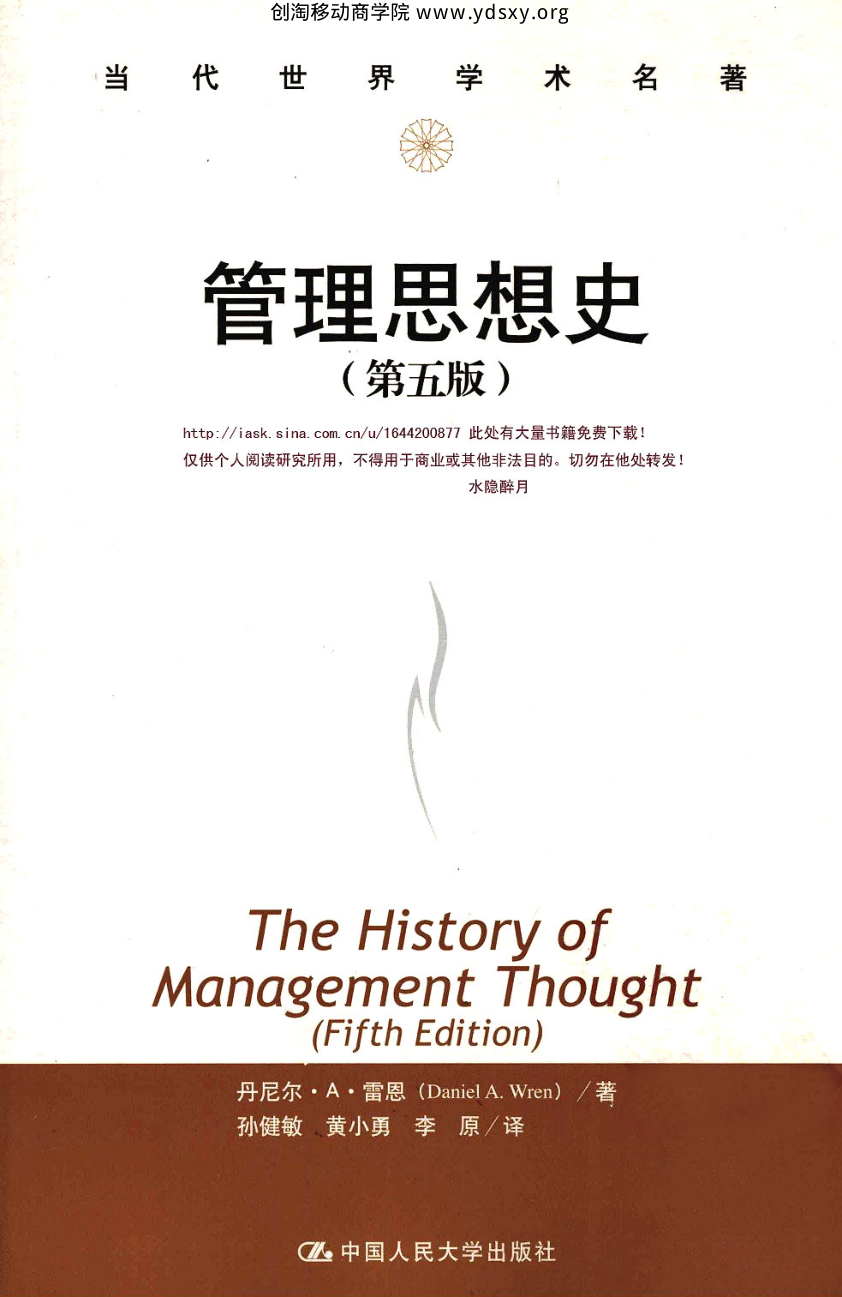 创淘移动商学院 www.ydsxy.org
当代世界学术名著
管理思想史
（第五版）
http://iask.sina.com.cn/u/1644200877 此处有大量书籍免费下载！
仅供个人阅读研究所用，不得用于商业或其他非法目的。切勿在他处转发！
水隐醉月
The History of
Management Thought
(Fifth Edition)
丹尼尔·A·雷恩（Daniel A. Wren）／著
孙健敏 黄小勇 李 原／译
中国人民大学出版社